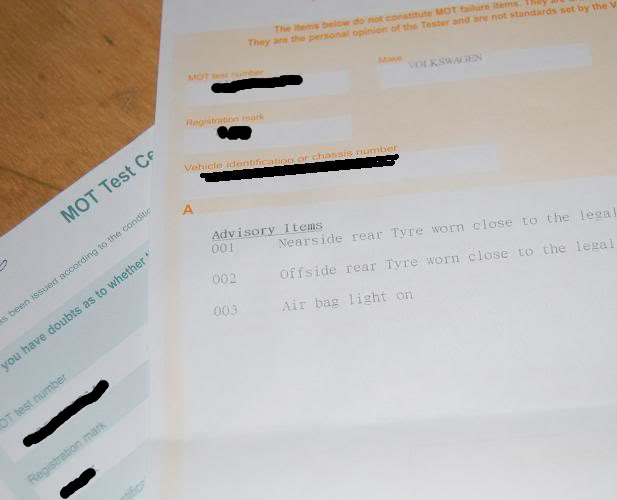 The items below do not constitute MOT failure items. They are
They are the personal opinion of the Tester and are not standards set by the V
MOT test number
Make
VOLKSWAGEN
Registration mark
Vehicle identification or chassis number
A
Advisory Items
001 Nearside rear Tyre worn close to the legal
002 Offside rear Tyre worn close to the legal
003 Air bag light on
MOT Test Ce
as been issued according to the conditio
you have doubts as to whether
OT test number
Registration mark